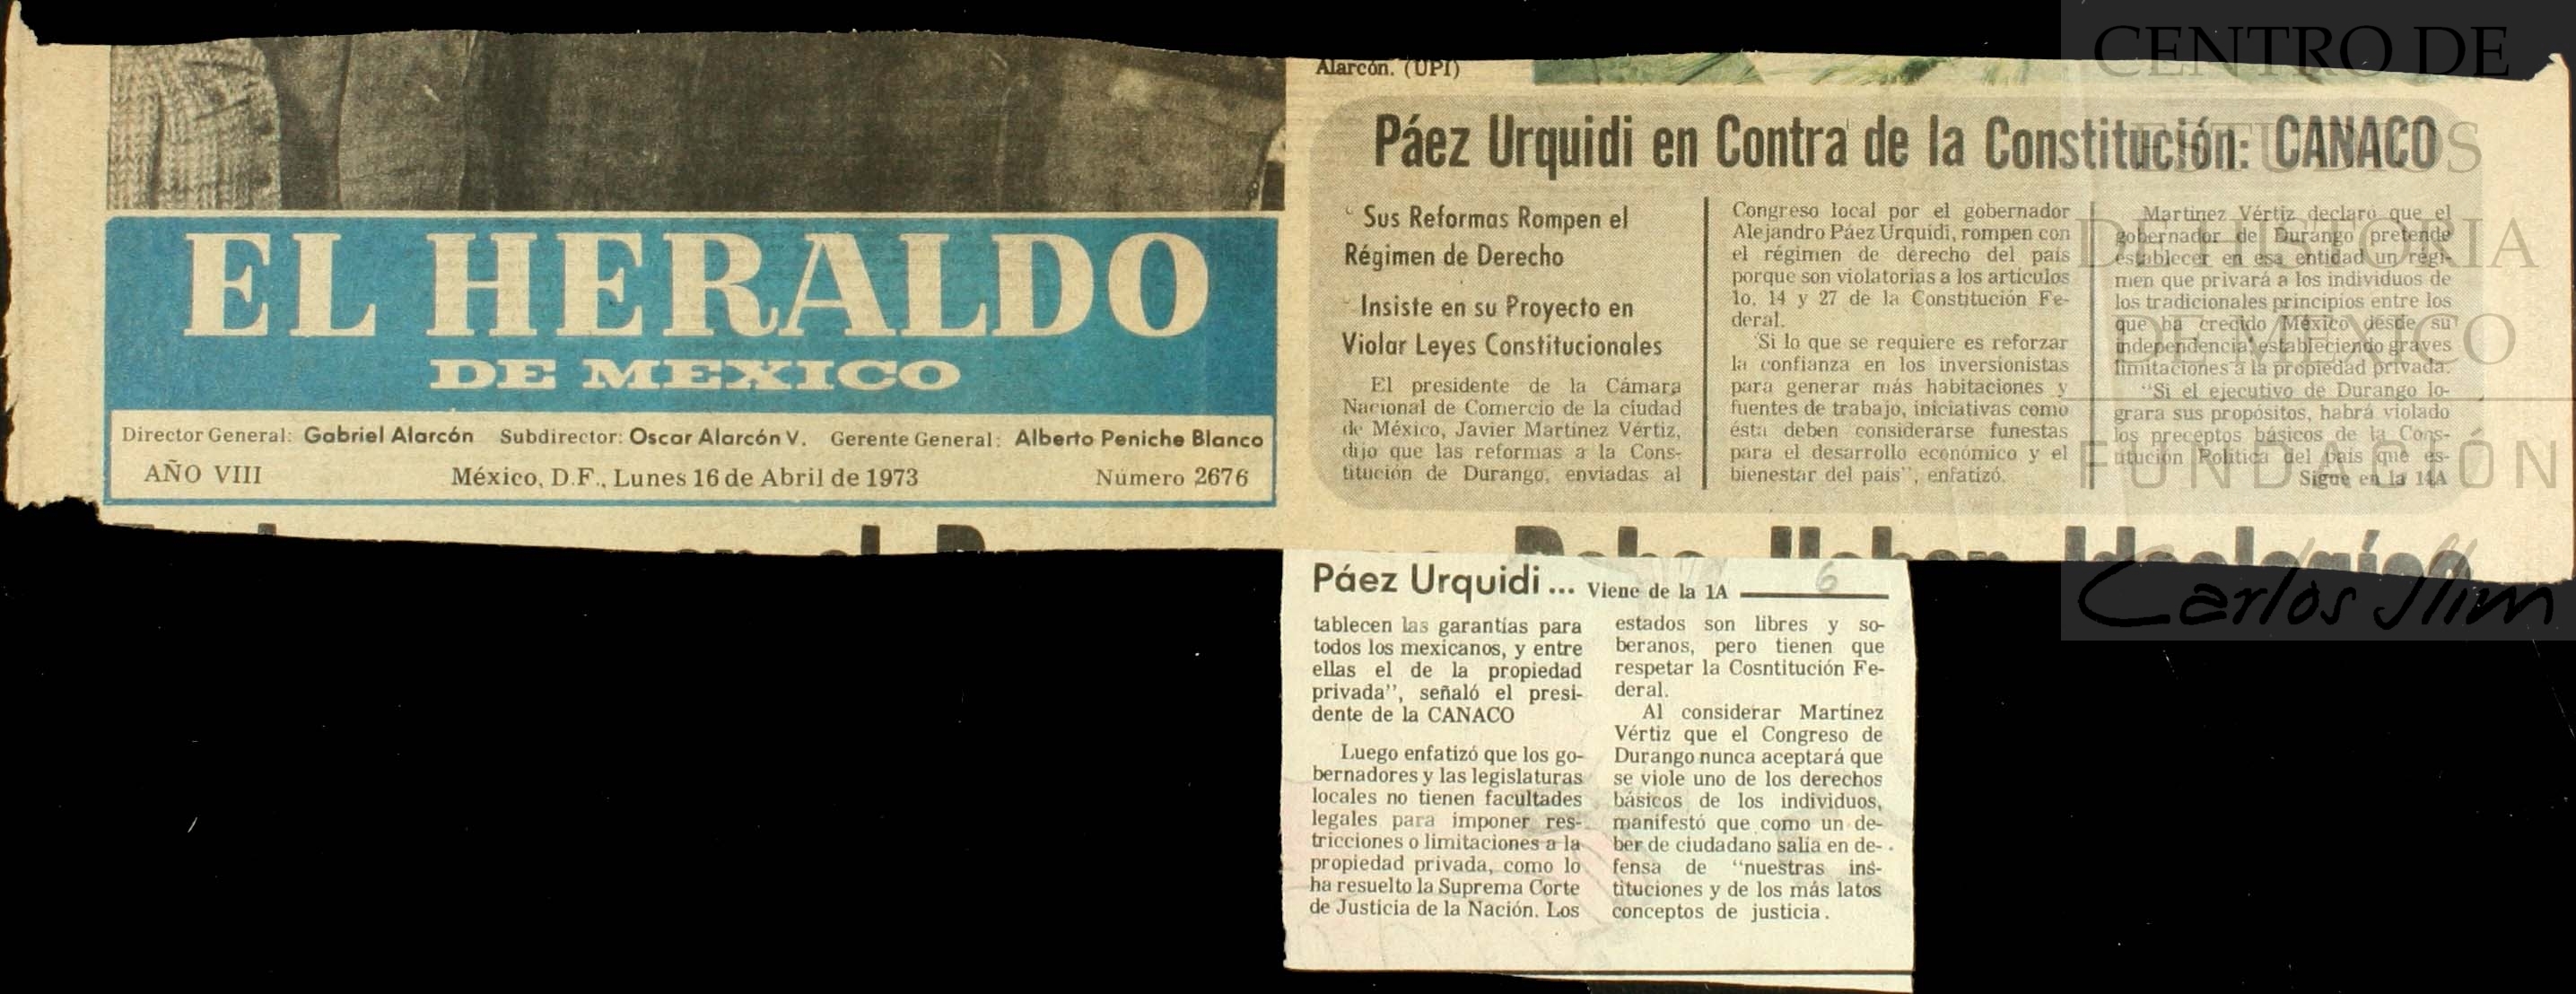 EL HERALDO
DE MEXICO
Director General: Gabriel Alarcón Subdirector: Oscar Alarcón V. Gerente General: Alberto Peniche Blanco
AÑO VIII México, D.F., Lunes 16 de Abril de 1973 Número 2676
Alarcón. (UPI)
Páez Urquidi en Contra de la Constitución: CANACO
Sus Reformas Rompen el
Régimen de Derecho
Insiste en su Proyecto en
Violar Leyes Constitucionales
El presidente de la Cámara
Nacional de Comercio de la ciudad
de México, Javier Martínez Vértiz,
dijo que las reformas a la Cons-
titución de Durango, enviadas al
Congreso local por el gobernador
Alejandro Páez Urquidi, rompen con
el régimen de derecho del país
porque son violatorias a los artículos
1o, 14 y 27 de la Constitución Fe-
deral.
"Si lo que se requiere es reforzar
la confianza en los inversionistas
para generar más habitaciones y
fuentes de trabajo, iniciativas como
ésta deben considerarse funestas
para el desarrollo económico y el
bienestar del país", enfatizó.
Martínez Vértiz declaró que el
gobernador de Durango pretende
establecer en esa entidad un régi-
men que privará a los individuos de
los tradicionales principios entre los
que ha crecido México desde su
independencia, estableciendo graves
limitaciones a la propiedad privada.
"Si el ejecutivo de Durango lo-
grara sus propósitos, habrá violado
los preceptos básicos de la Cons-
titución Política del país que es-
Sigue en la 14A
Páez Urquidi... Viene de la 1A
6
tablecen las garantías para
todos los mexicanos, y entre
ellas el de la propiedad
privada", señaló el presi-
dente de la CANACO
Luego enfatizó que los go-
bernadores y las legislaturas
locales no tienen facultades
legales para imponer res-
tricciones o limitaciones a la
propiedad privada, como lo
ha resuelto la Suprema Corte
de Justicia de la Nación. Los
estados son libres y so-
beranos, pero tienen que
respetar la Cosntitución Fe-
deral.
Al considerar Martínez
Vértiz que el Congreso de
Durango nunca aceptará que
se viole uno de los derechos
básicos de los individuos,
manifestó que como un de-
ber de ciudadano salía en de-
fensa de "nuestras ins-
tituciones y de los más latos
conceptos de justicia.
CENTRO DE
ESTUDIOS
DE HISTORIA
DE MEXICO
FUNDACIÓN
Carlos Slim